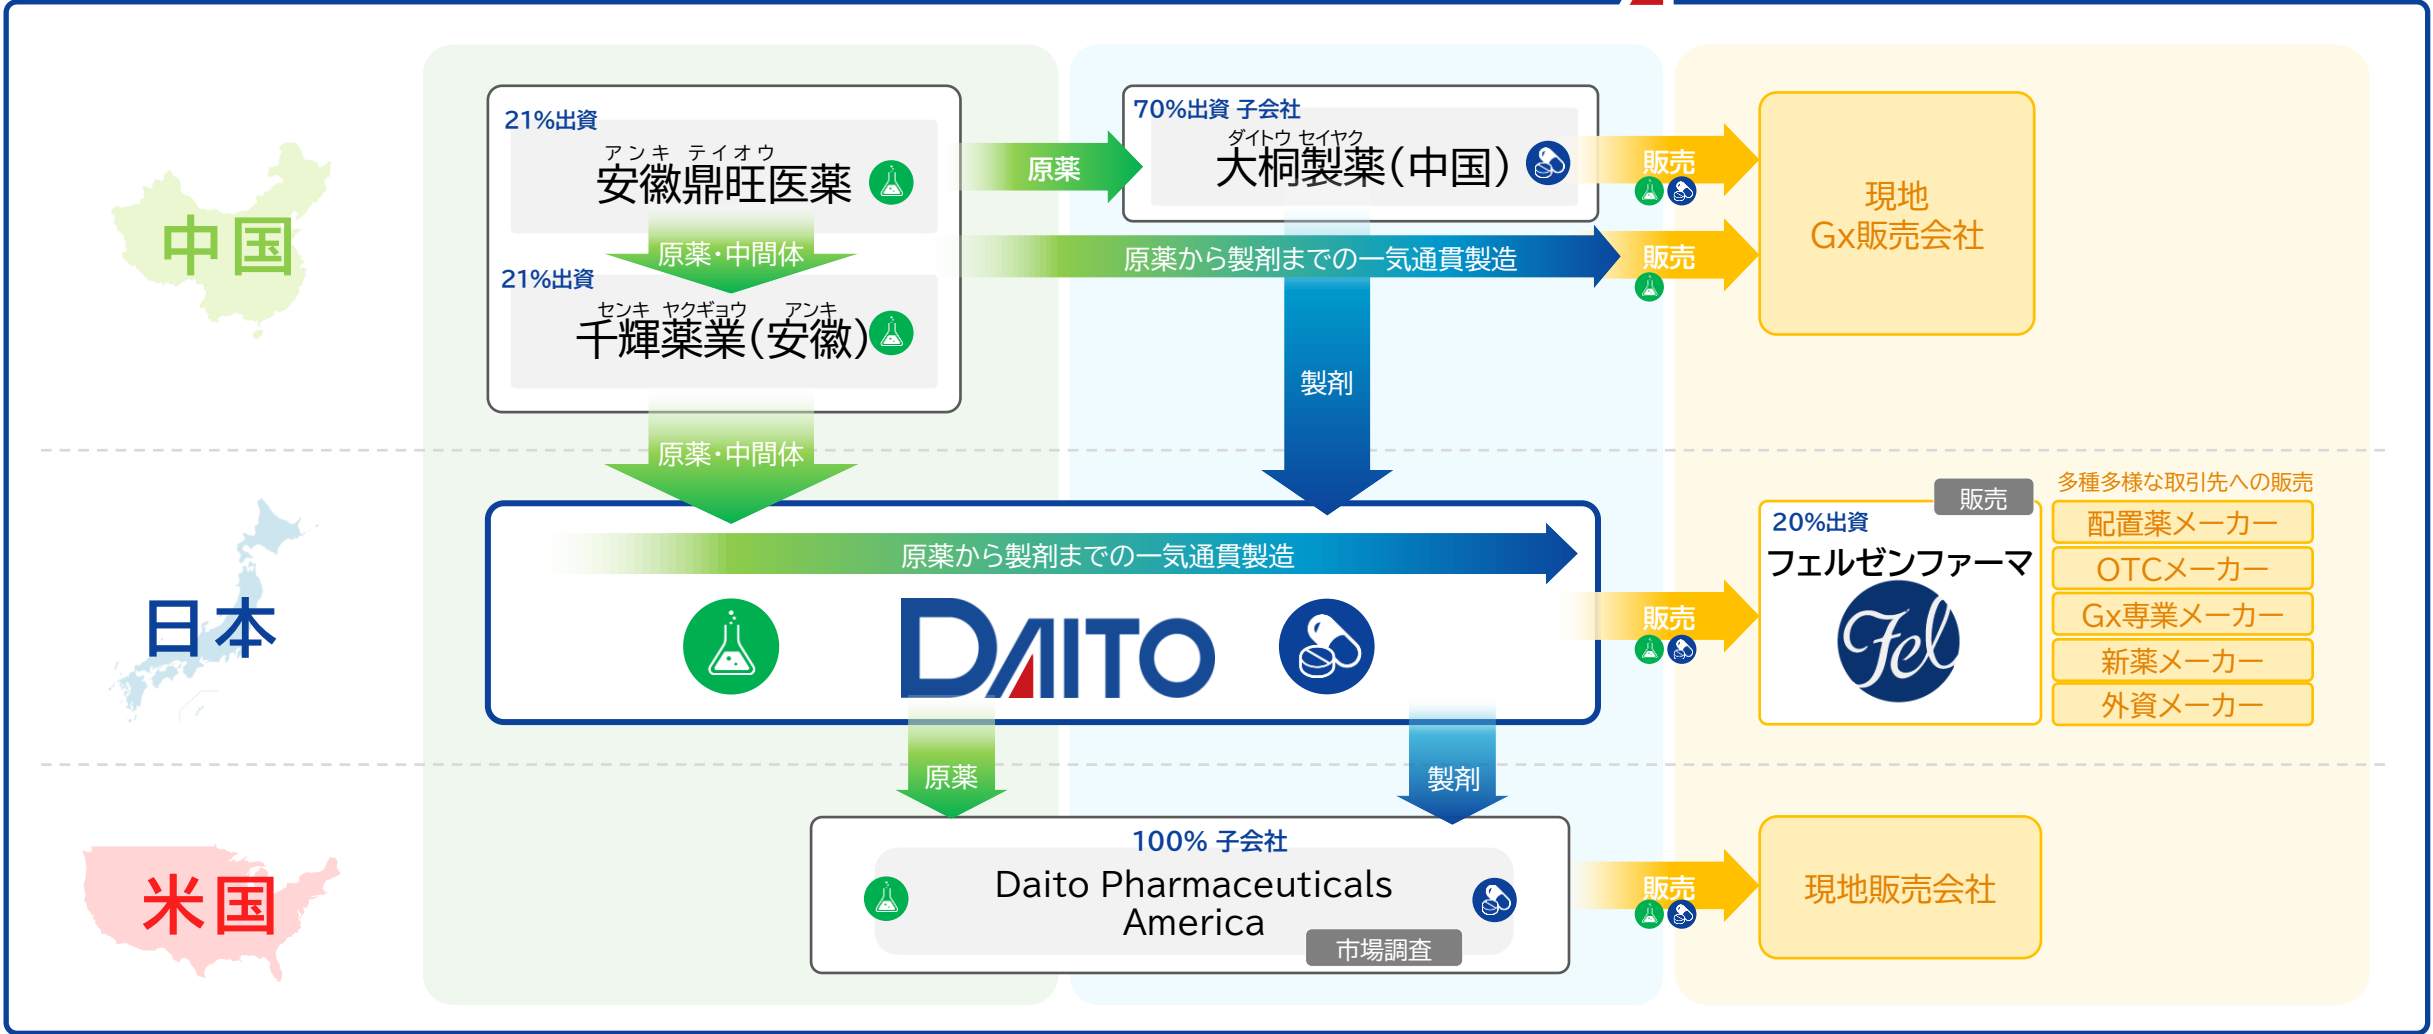 中国
21%出資
アンキ テイオウ
安徽鼎旺医薬
原薬・中間体
21%出資
センキ ヤクギョウ アンキ
千輝薬業(安徽)
原薬
70%出資 子会社
ダイトウ セイヤク
大桐製薬(中国)
販売
原薬から製剤までの一気通貫製造
販売
現地
Gx販売会社
原薬・中間体
製剤
日本
原薬から製剤までの一気通貫製造
DAITO
販売
販売
20%出資
フェルゼンファーマ
Fel
多種多様な取引先への販売
配置薬メーカー
OTCメーカー
Gx専業メーカー
新薬メーカー
外資メーカー
原薬
製剤
米国
100% 子会社
Daito Pharmaceuticals
America
市場調査
販売
現地販売会社